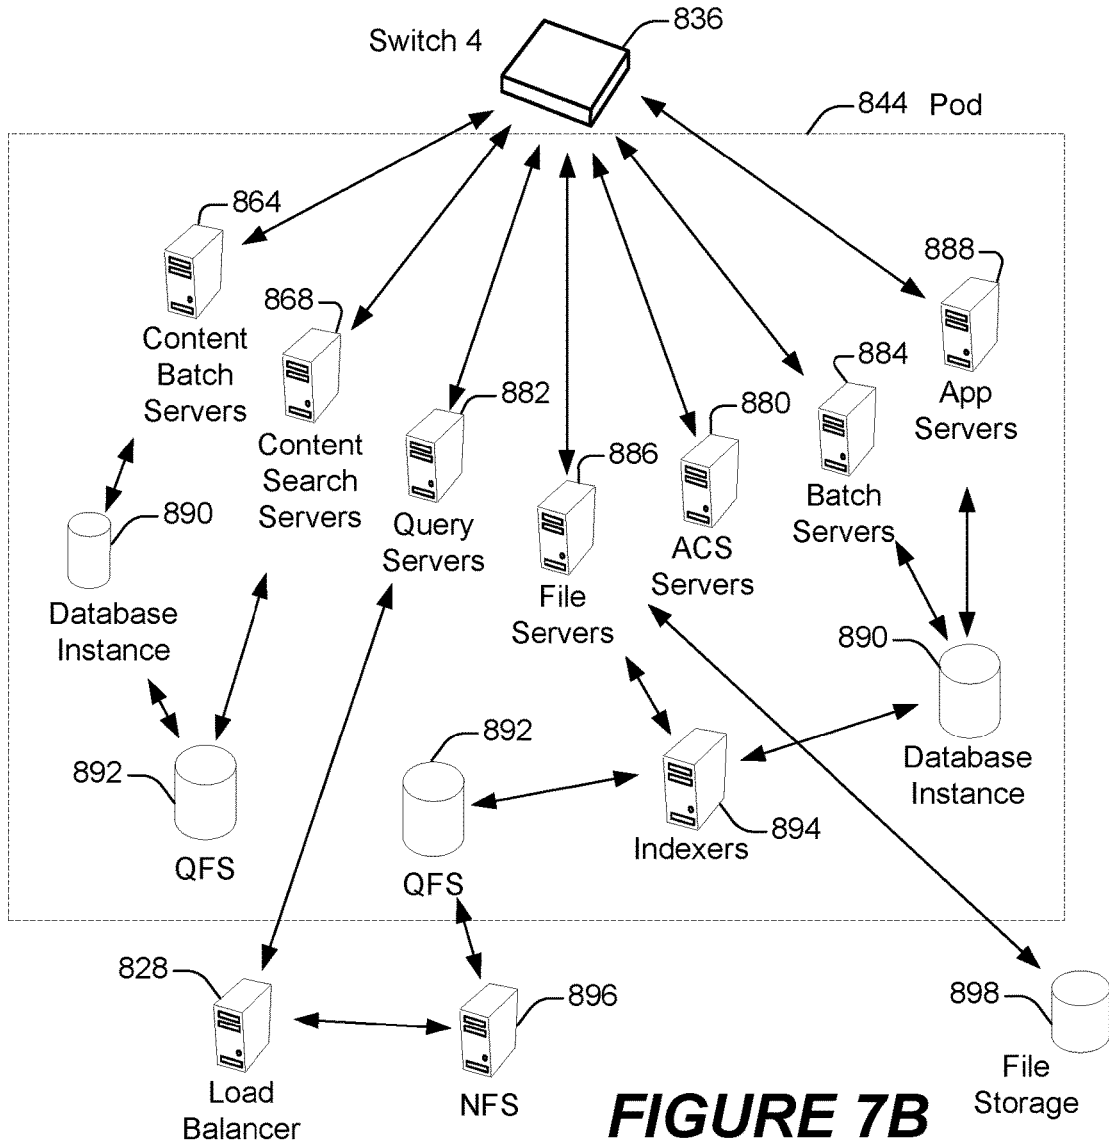 Switch 4
836
844 Pod
864
Content
Batch
Servers
868
Content
Search
Servers
882
Query
Servers
886
File
Servers
880
ACS
Servers
884
Batch
Servers
888
App
Servers
890
Database
Instance
890
Database
Instance
892
QFS
892
QFS
894
Indexers
828
Load
Balancer
896
NFS
898
File
Storage
FIGURE 7B